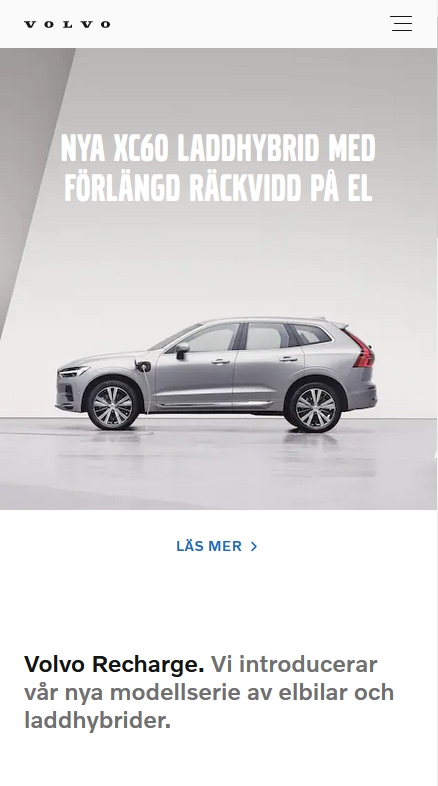 VOLVO
NYA XC60 LADDHYBRID MED
FÖRLÄNGD RÄCKVIDD PÅ EL
LÄS MER
Volvo Recharge. Vi introducerar
vår nya modellserie av elbilar och
laddhybrider.